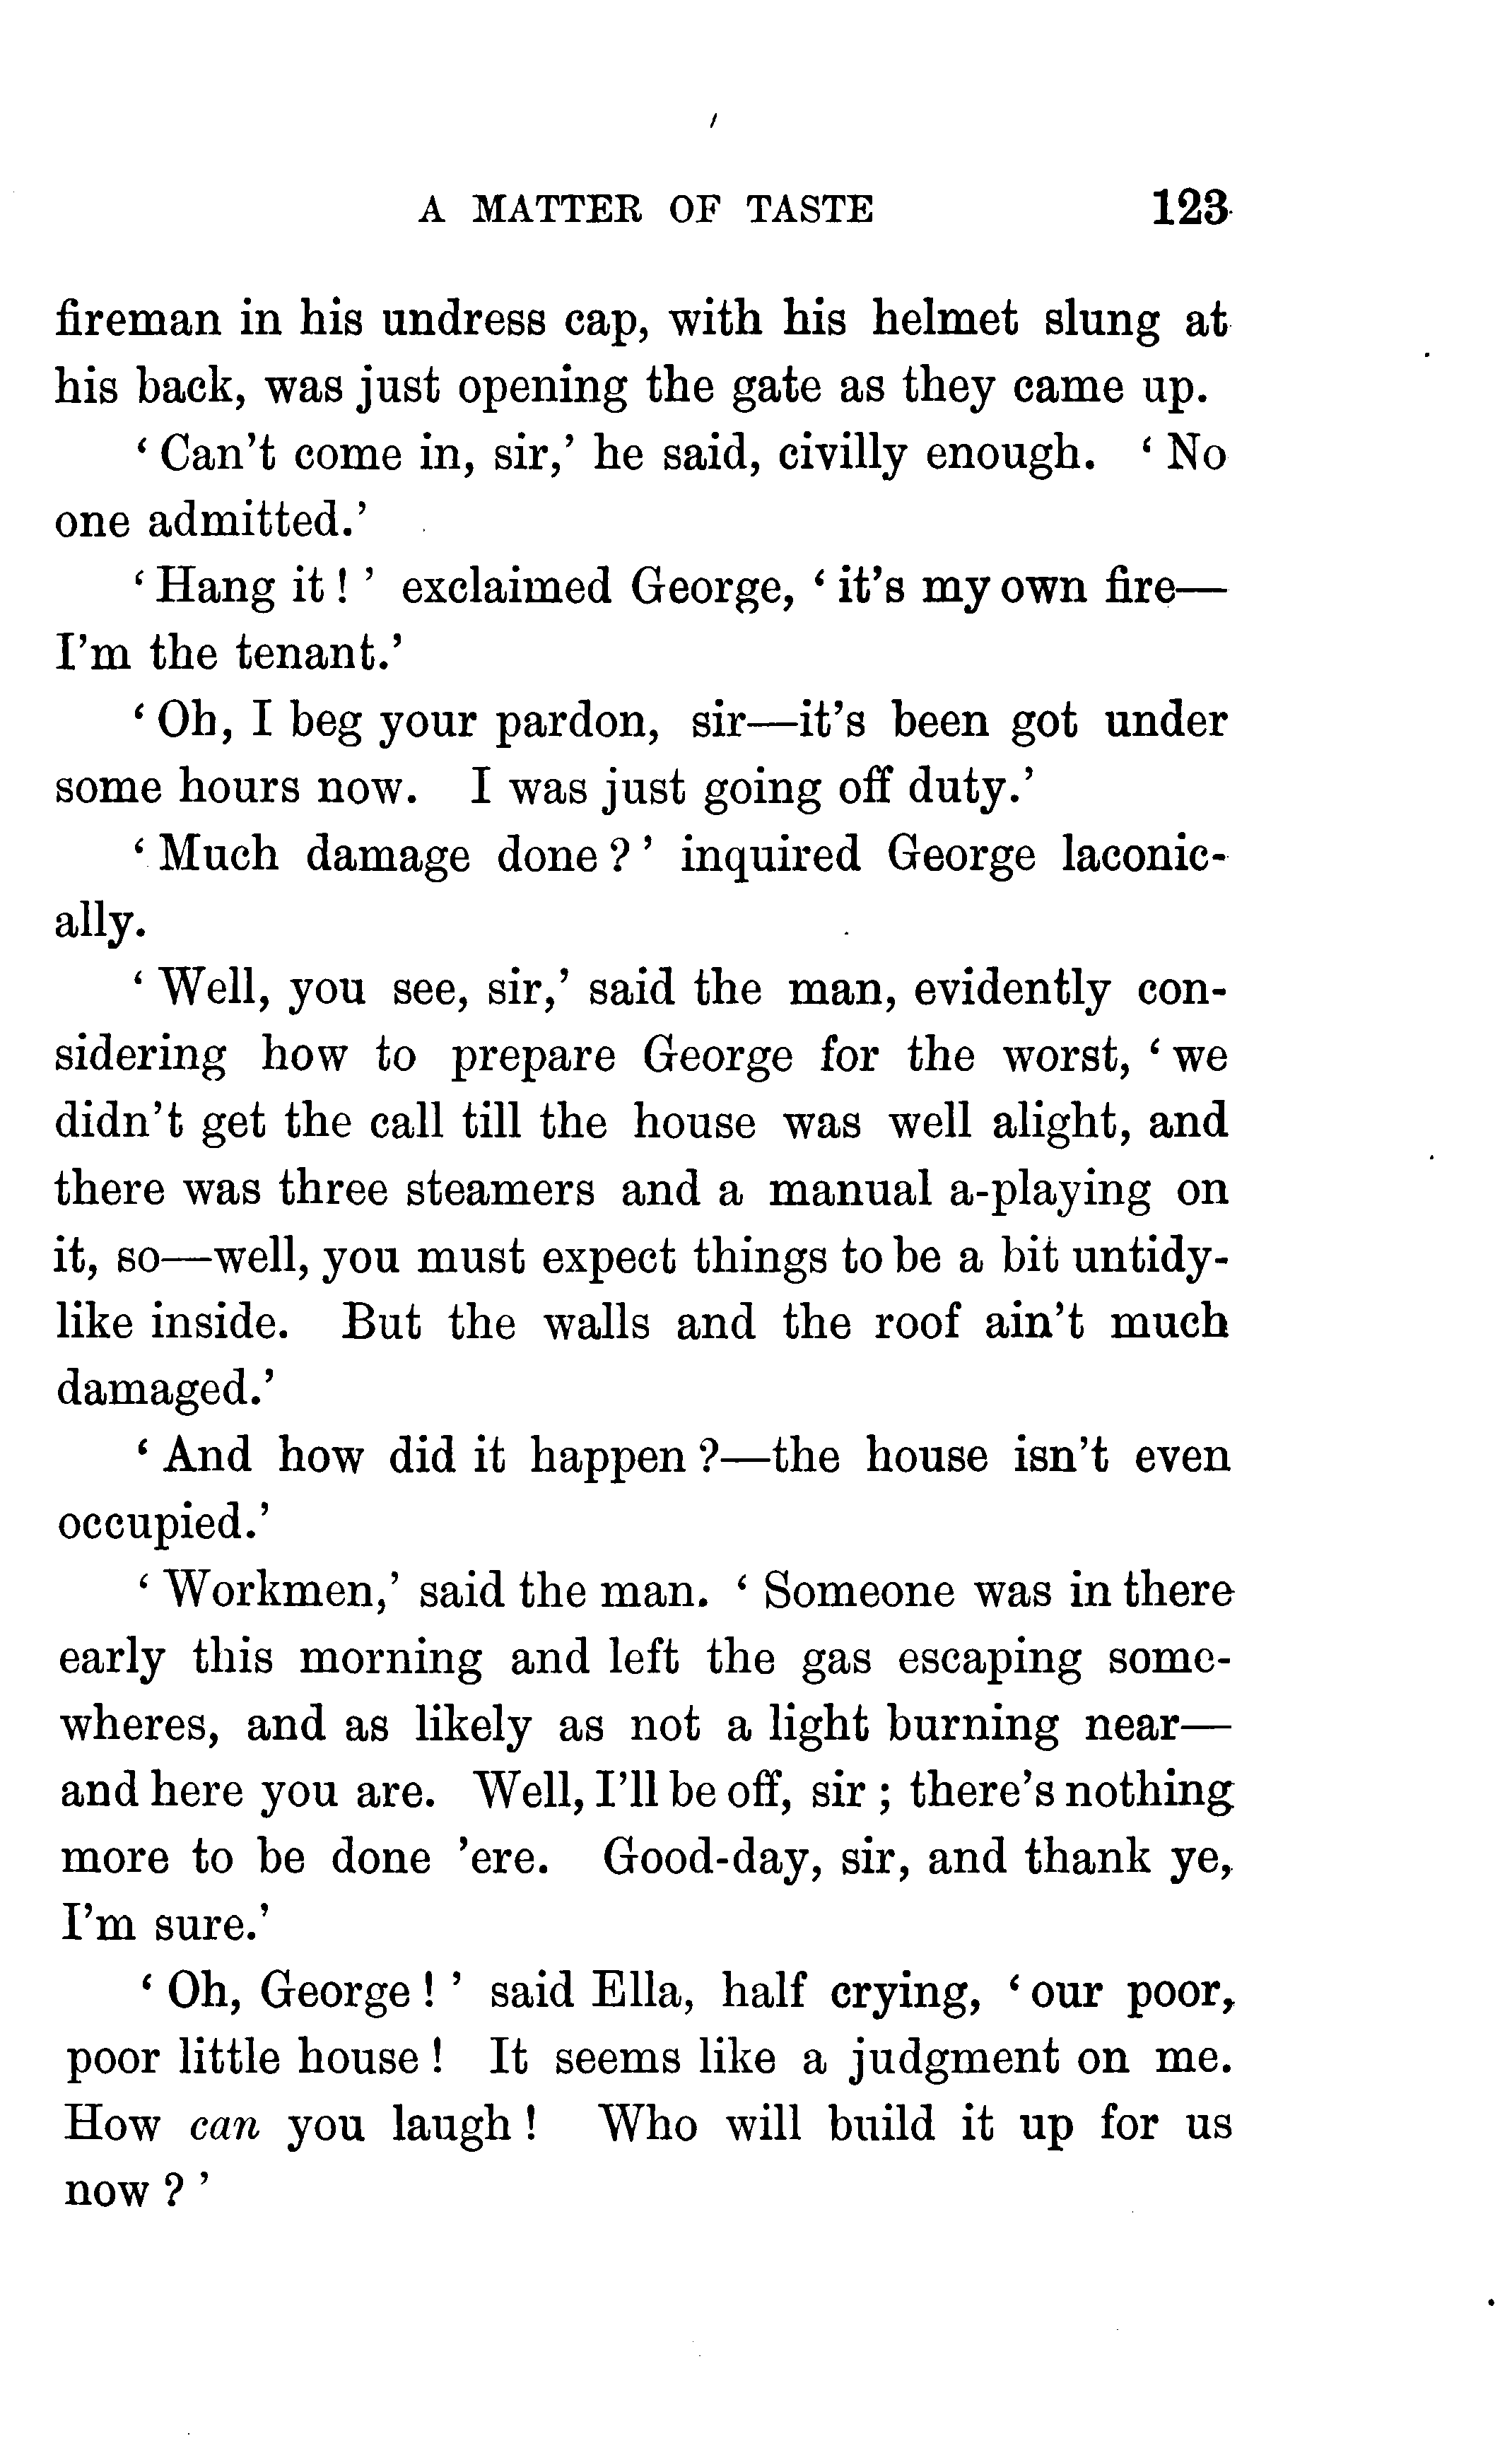 A MATTER OF TASTE 123
fireman in his undress cap, with his helmet slung at
his back, was just opening the gate as they came up.
‘Can't come in, sir,’ he said, civilly enough. ‘No
one admitted.’
‘Hang it!’ exclaimed George, ‘it's my own fire—
I'm the tenant.’
‘Oh, I beg your pardon, sir—it's been got under
some hours now. I was just going off duty.’
‘Much damage done?’ inquired George laconic-
ally.
‘Well, you see, sir,’ said the man, evidently con-
sidering how to prepare George for the worst, ‘we
didn't get the call till the house was well alight, and
there was three steamers and a manual a-playing on
it, so—well, you must expect things to be a bit untidy-
like inside. But the walls and the roof ain't much
damaged.’
‘And how did it happen?—the house isn't even
occupied.’
‘Workmen,’ said the man. ‘Someone was in there
early this morning and left the gas escaping some-
wheres, and as likely as not a light burning near—
and here you are. Well, I'll be off, sir; there's nothing
more to be done ’ere. Good-day, sir, and thank ye,
I'm sure.’
‘Oh, George!’ said Ella, half crying, ‘our poor,
poor little house! It seems like a judgment on me.
How can you laugh! Who will build it up for us
now?’